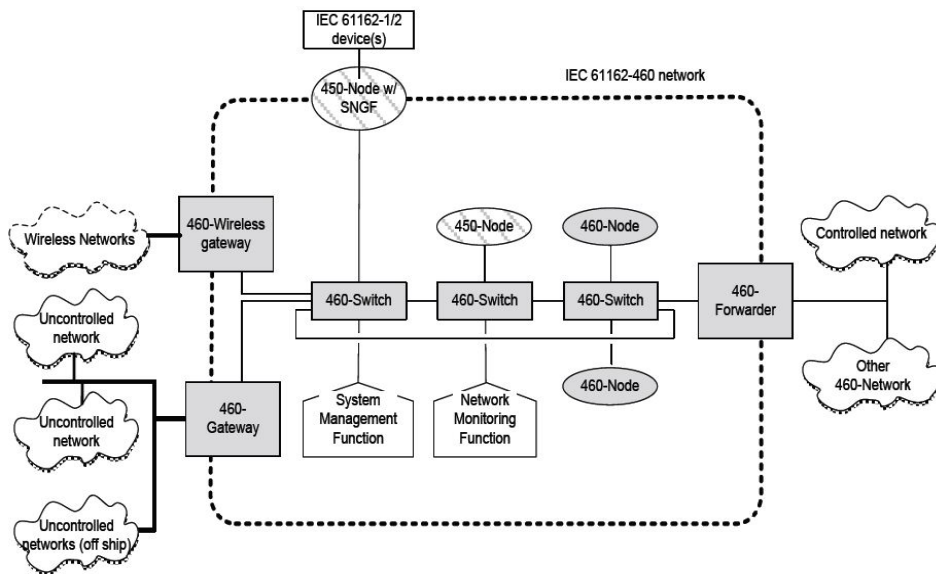 IEC 61162-1/2
device(s)
IEC 61162-460 network
450-Node w/
SNGF
460-Wireless
gateway
Wireless Networks
450-Node
460-Node
Controlled network
Uncontrolled
network
460-Switch
460-Switch
460-Switch
460-
Forwarder
Uncontrolled
network
460-
Gateway
System
Management
Function
Network
Monitoring
Function
460-Node
Other
460-Network
Uncontrolled
networks (off ship)